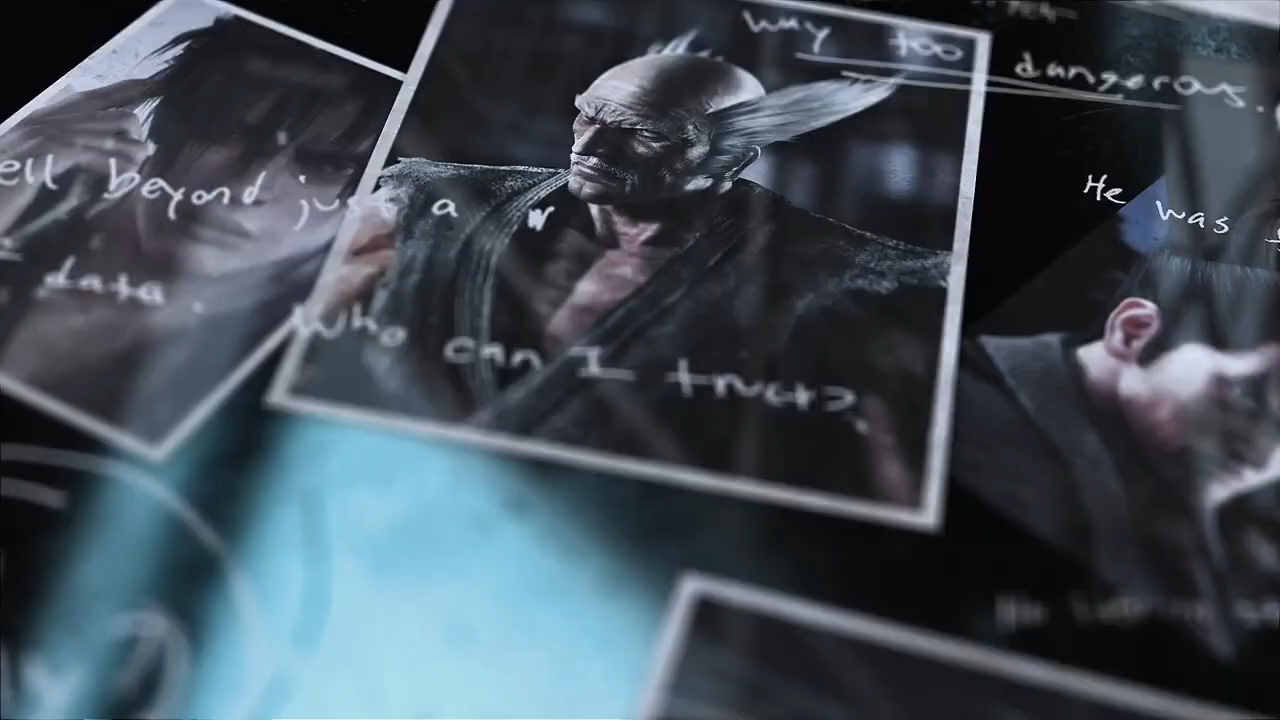 way too dangerous.
He was
ell beyond just a w
data.
Who can I trust?